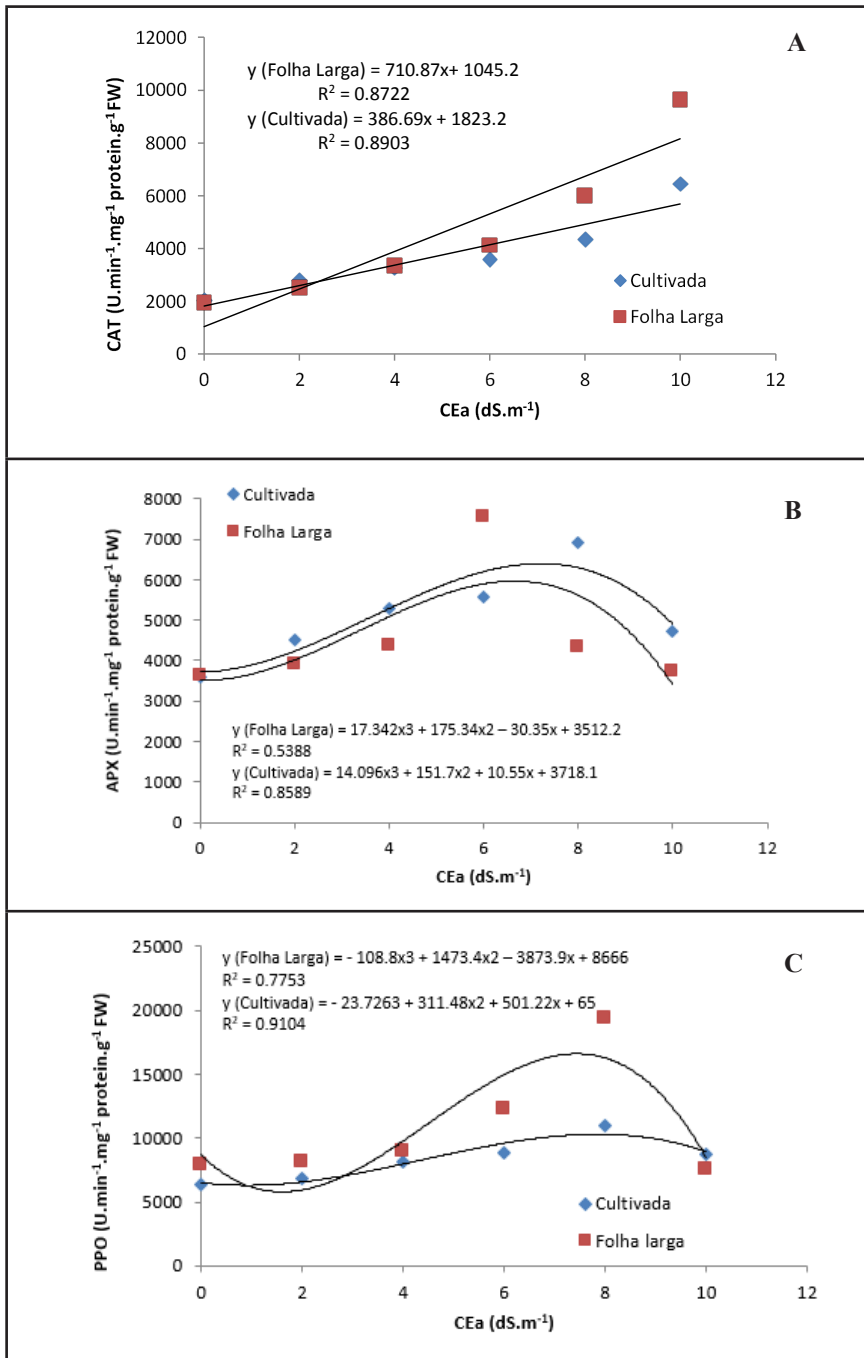 A
y (Folha Larga) = 710.87x+ 1045.2
R² = 0.8722
y (Cultivada) = 386.69x + 1823.2
R² = 0.8903
CAT (U.min⁻¹.mg⁻¹ protein.g⁻¹FW)
12000
10000
8000
6000
4000
2000
0
Cultivada
Folha Larga
0 2 4 6 8 10 12
CEa (dS.m⁻¹)
B
Cultivada
Folha Larga
APX (U.min⁻¹.mg⁻¹ protein.g⁻¹ FW)
8000
7000
6000
5000
4000
3000
2000
1000
0
y (Folha Larga) = 17.342x3 + 175.34x2 – 30.35x + 3512.2
R² = 0.5388
y (Cultivada) = 14.096x3 + 151.7x2 + 10.55x + 3718.1
R² = 0.8589
0 2 4 6 8 10 12
CEa (dS.m⁻¹)
C
y (Folha Larga) = - 108.8x3 + 1473.4x2 – 3873.9x + 8666
R² = 0.7753
y (Cultivada) = - 23.7263 + 311.48x2 + 501.22x + 65
R² = 0.9104
PPO (U.min⁻¹.mg⁻¹ protein.g⁻¹ FW)
25000
20000
15000
10000
5000
0
Cultivada
Folha larga
0 2 4 6 8 10 12
CEa (dS.m⁻¹)